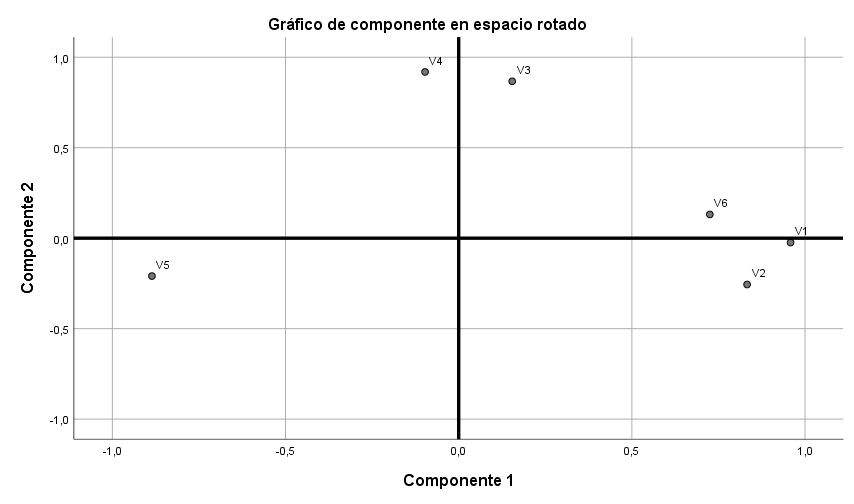 Gráfico de componente en espacio rotado
Componente 2
1,0
0,5
0,0
-0,5
-1,0
V4
V3
V6
V1
V5
V2
-1,0
-0,5
0,0
0,5
1,0
Componente 1